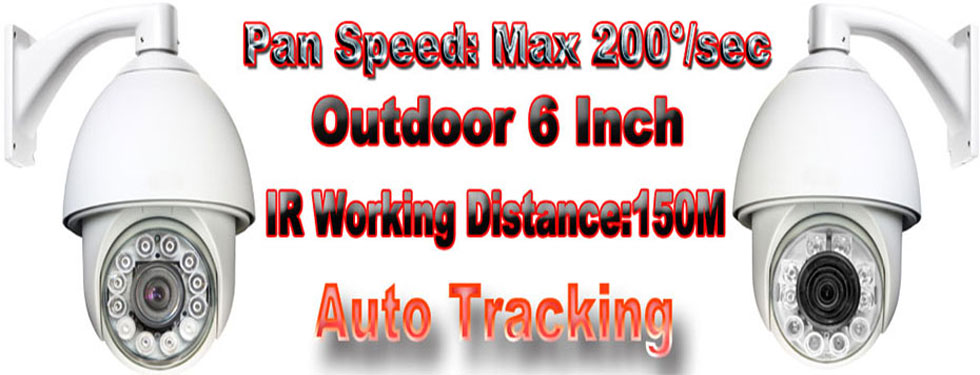 Pan Speed: Max 200°/sec
Outdoor 6 Inch
IR Working Distance:150M
Auto Tracking